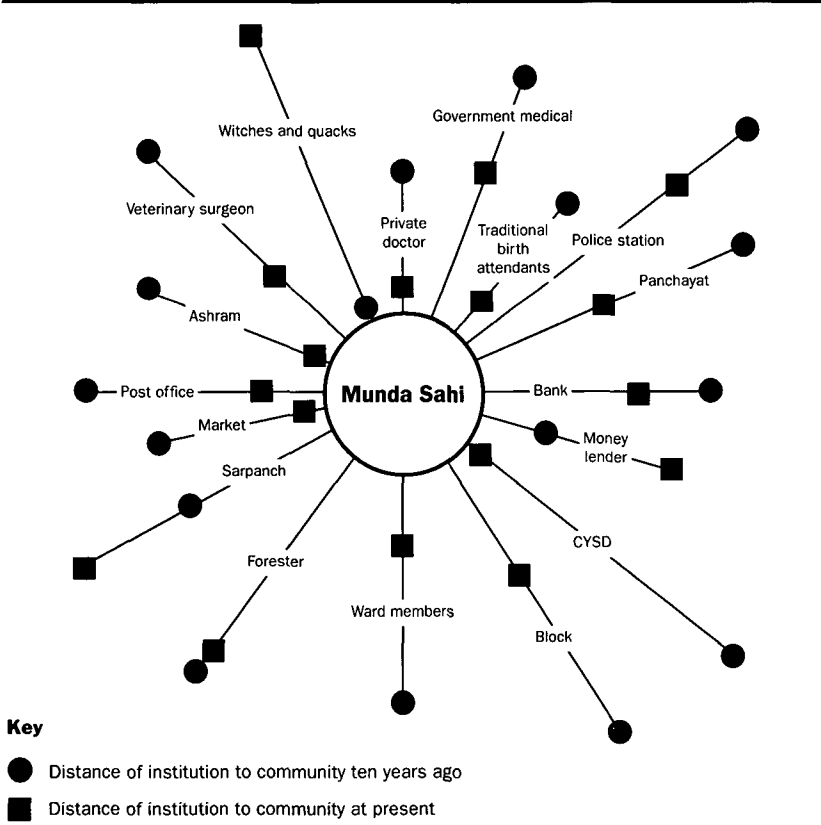 Government medical
Witches and quacks
Veterinary surgeon
Private
doctor
Traditional
birth
attendants
Police station
Panchayat
Ashram
Post office
Munda Sahi
Bank
Market
Money
lender
Sarpanch
CYSD
Forester
Ward members
Block
Key
Distance of institution to community ten years ago
Distance of institution to community at present